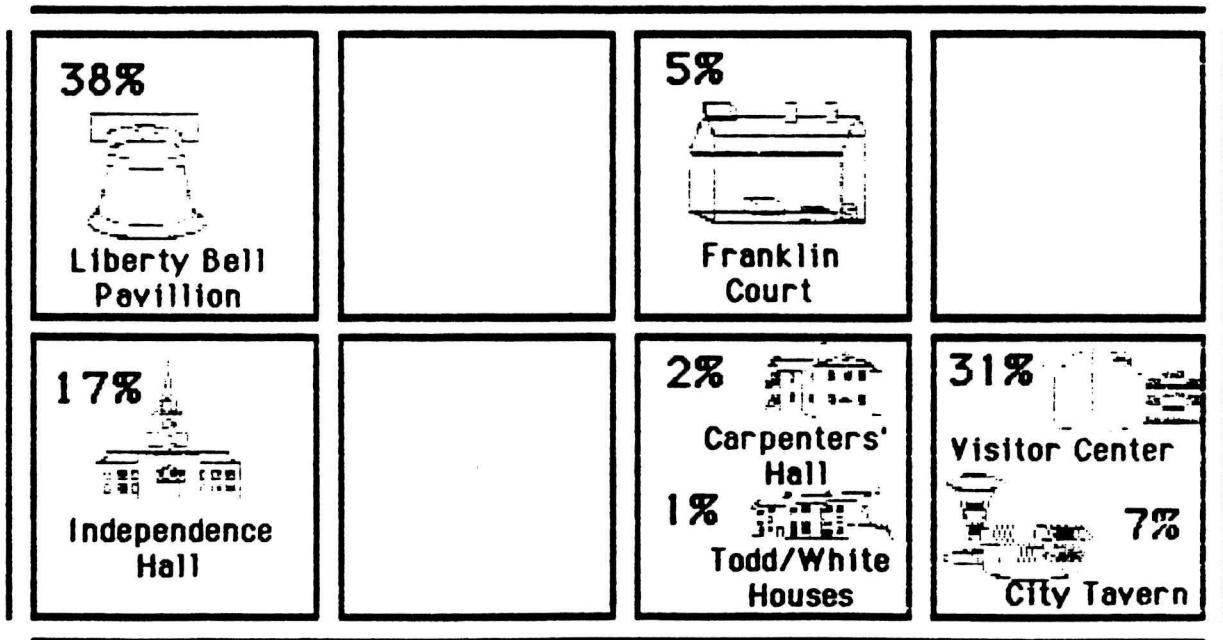 38%
Liberty Bell
Pavillion
5%
Franklin
Court
17%
Independence
Hall
2%
Carpenters'
Hall
1%
Todd/White
Houses
31%
Visitor Center
7%
City Tavern